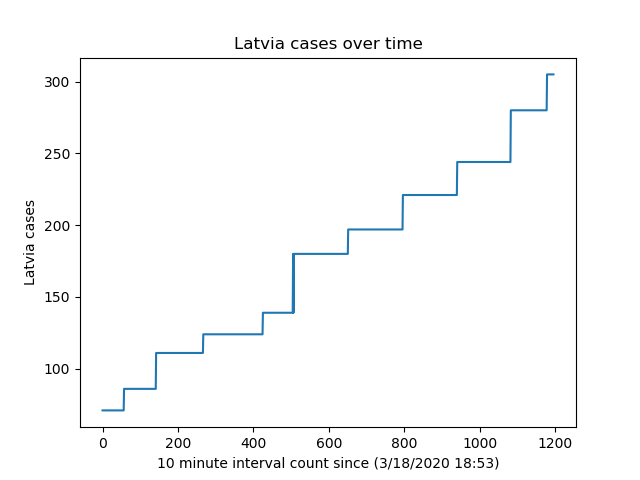 Latvia cases over time
300
250
200
150
100
Latvia cases
0 200 400 600 800 1000 1200
10 minute interval count since (3/18/2020 18:53)